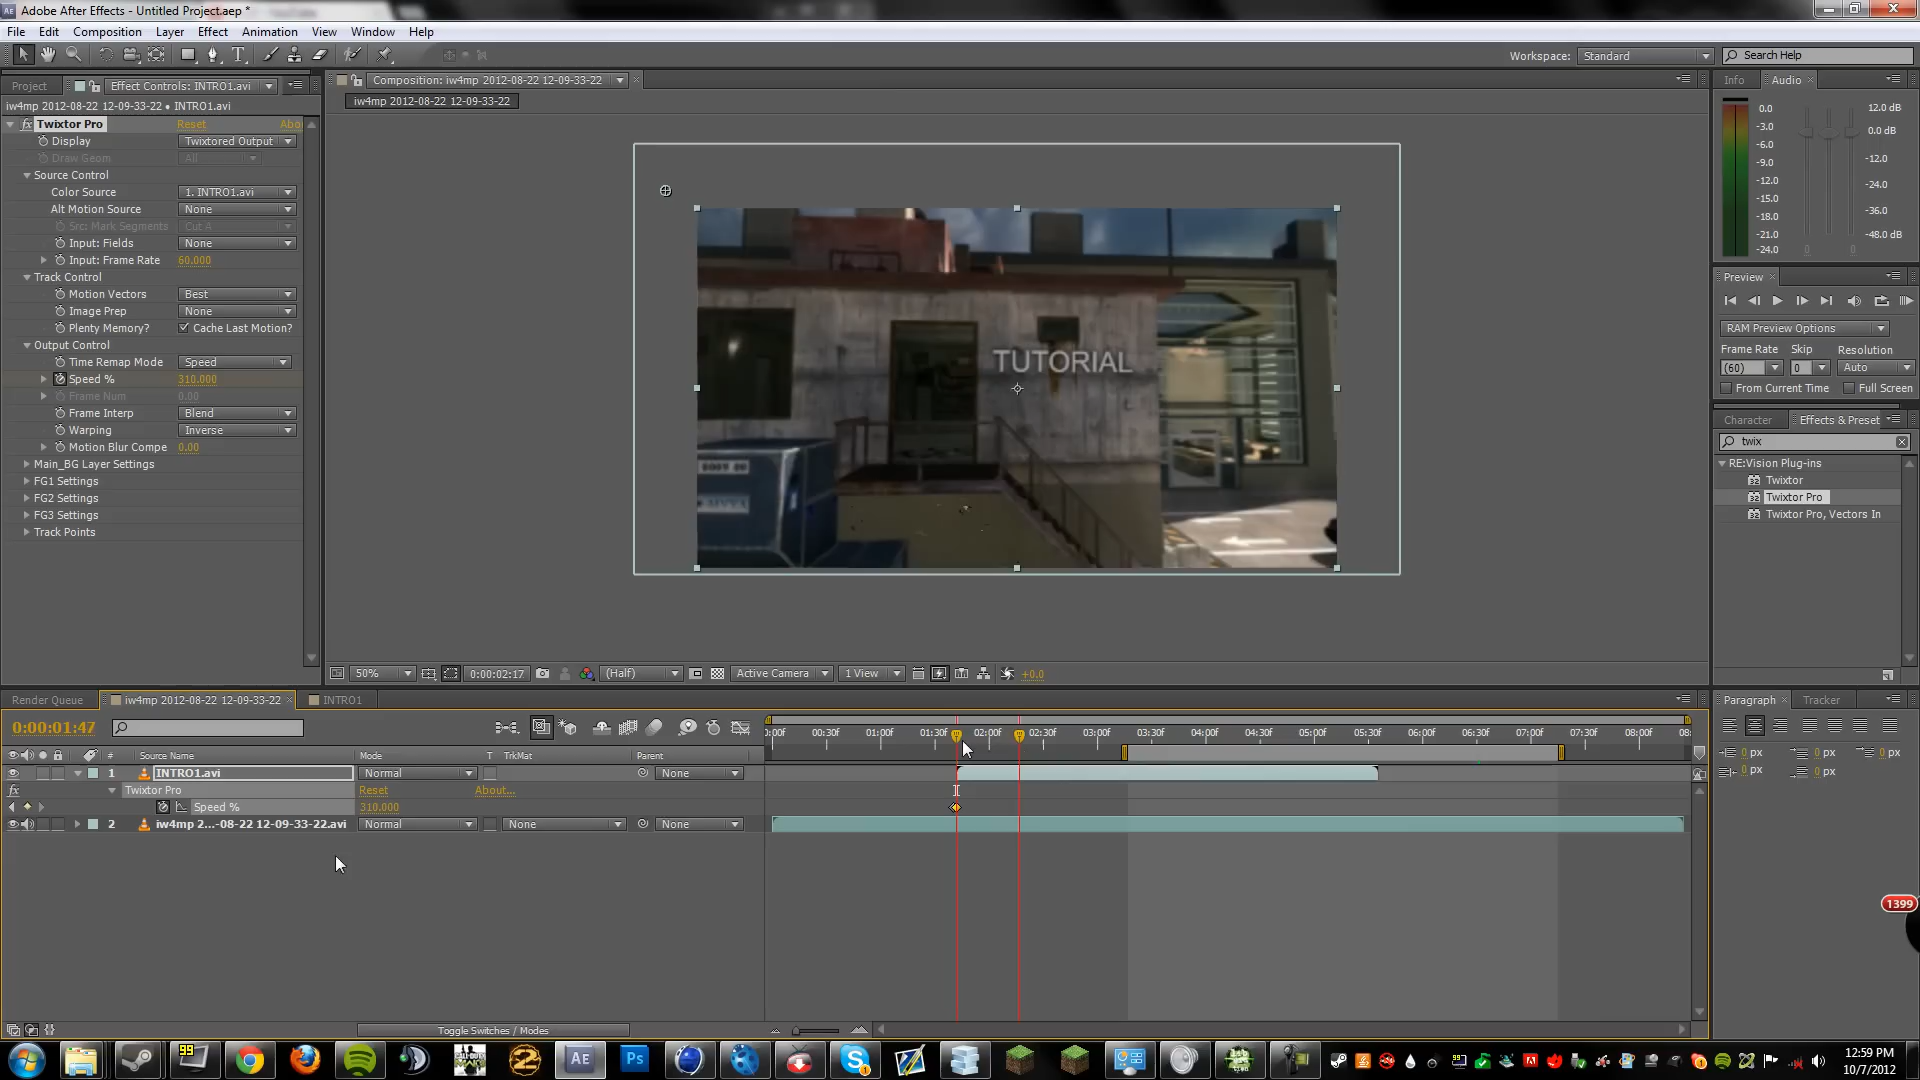 Adobe After Effects - Untitled Project.aep *
File Edit Composition Layer Effect Animation View Window Help
Workspace: Standard Search Help
Project Effect Controls: INTRO1.avi
Composition: iw4mp 2012-08-22 12-09-33-22
Info Audio
iw4mp 2012-08-22 12-09-33-22 • INTRO1.avi
iw4mp 2012-08-22 12-09-33-22
Twixtor Pro Reset Abo
Display Twixtored Output
Draw Geom All
Source Control
Color Source 1. INTRO1.avi
Alt Motion Source None
Src: Mark Segments Cut 4
Input: Fields None
Input: Frame Rate 60.000
Track Control
Motion Vectors Best
Image Prep None
Plenty Memory? Cache Last Motion?
Output Control
Time Remap Mode Speed
Speed % 310.000
Frame Num 0.00
Frame Interp Blend
Warping Inverse
Motion Blur Compe 0.00
Main_BG Layer Settings
FG1 Settings
FG2 Settings
FG3 Settings
Track Points
TUTORIAL
0.0 12.0 dB
-3.0 0.0 dB
-6.0
-9.0 -12.0
-12.0
-15.0 -24.0
-18.0 -36.0
-21.0 -48.0 dB
-24.0 0 0
Preview
RAM Preview Options
Frame Rate Skip Resolution
(60) 0 Auto
From Current Time Full Screen
Character Effects & Preset
twix
RE:Vision Plug-ins
Twixtor
Twixtor Pro
Twixtor Pro, Vectors In
50% 0:00:02:17 (Half) Active Camera 1 View +0.0
Render Queue iw4mp 2012-08-22 12-09-33-22 INTRO1
0:00:01:47
:00f 00:30f 01:00f 01:30f 02:00f 02:30f 03:00f 03:30f 04:00f 04:30f 05:00f 05:30f 06:00f 06:30f 07:00f 07:30f 08:00f 08:
# Source Name Mode T TrkMat Parent
1 INTRO1.avi Normal None
fx Twixtor Pro Reset About...
Speed % 310.000
2 iw4mp 2...-08-22 12-09-33-22.avi Normal None None
Toggle Switches / Modes
Paragraph Tracker
0 px 0 px 0 px
0 px 0 px
1399
99
12:59 PM
10/7/2012